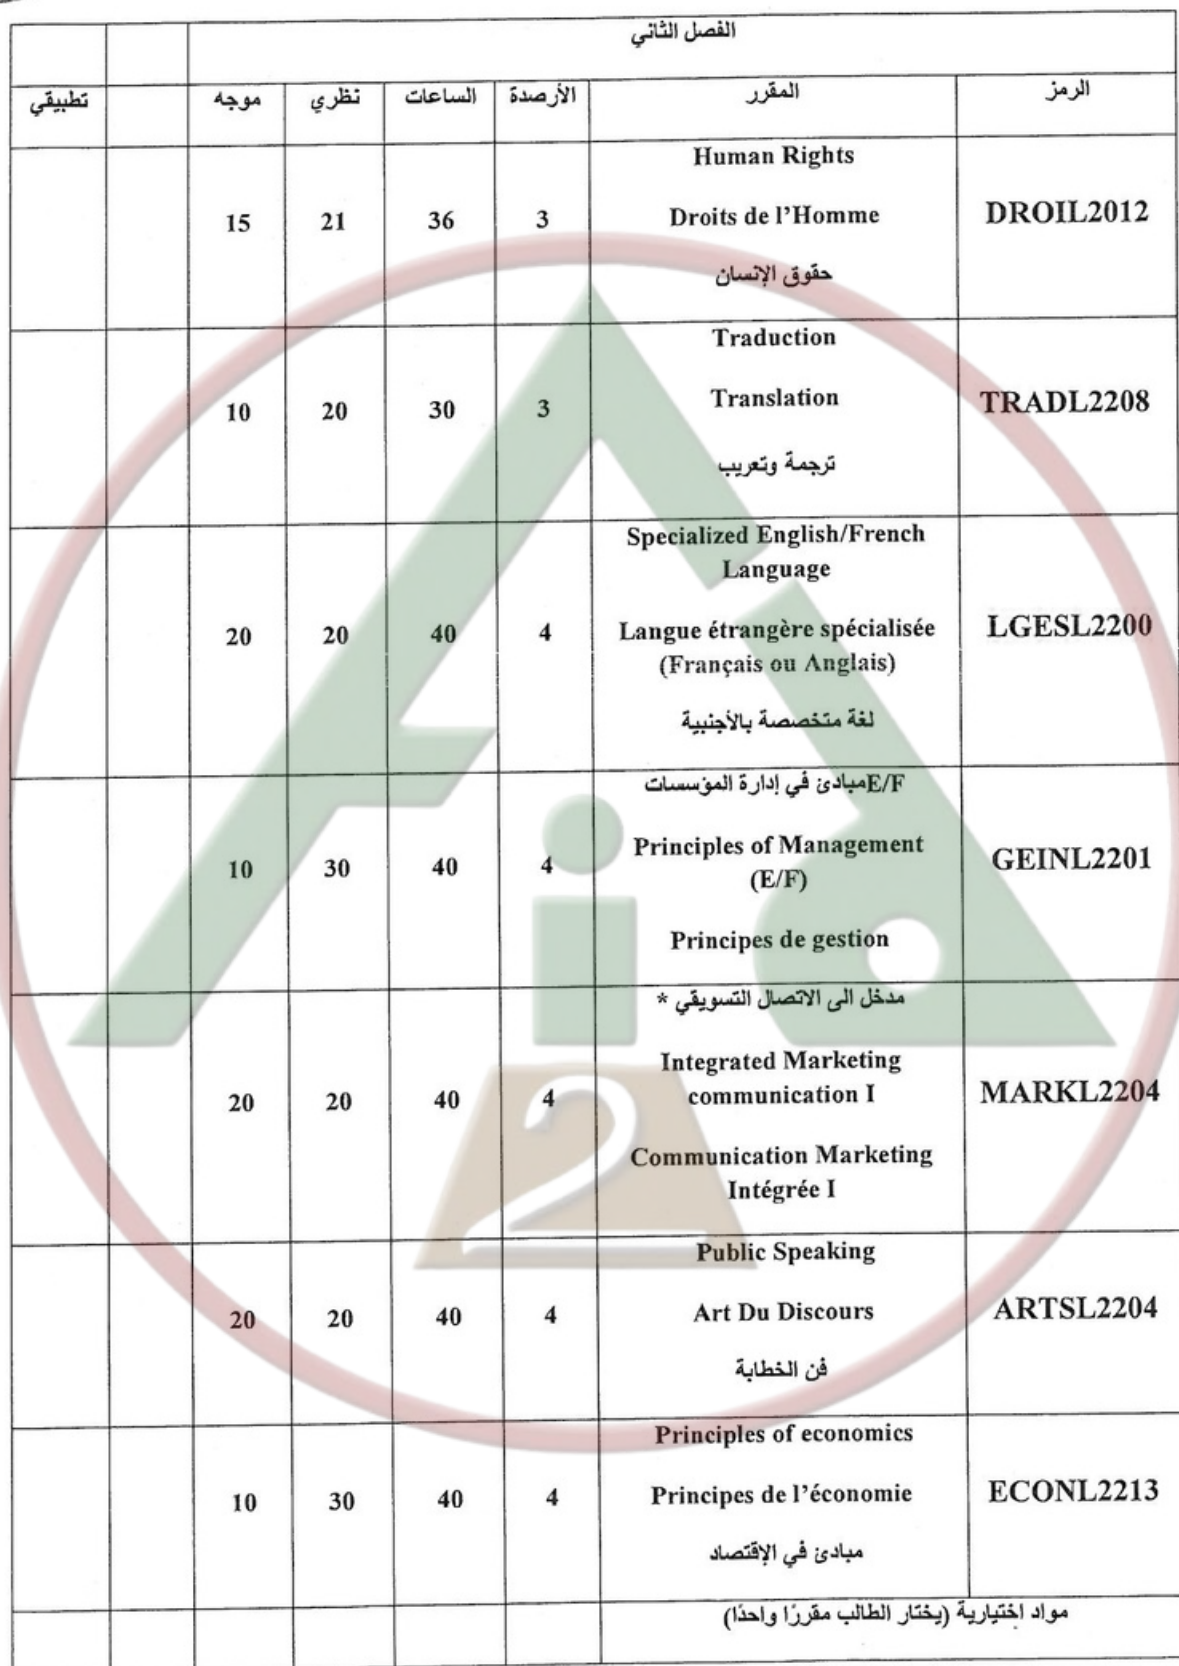 الفصل الثاني
الرمز المقرر الأرصدة الساعات نظري موجه تطبيقي
Human Rights
DROIL2012 Droits de l'Homme 3 36 21 15
حقوق الإنسان
Traduction
TRADL2208 Translation 3 30 20 10
ترجمة وتعريب
Specialized English/French
Language
LGESL2200 Langue étrangère spécialisée 4 40 20 20
(Français ou Anglais)
لغة متخصصة بالأجنبية
E/Fمبادئ في إدارة المؤسسات
GEINL2201 Principles of Management 4 40 30 10
(E/F)
Principes de gestion
مدخل الى الاتصال التسويقي *
Integrated Marketing
MARKL2204 communication I 4 40 20 20
Communication Marketing
Intégrée I
Public Speaking
ARTSL2204 Art Du Discours 4 40 20 20
فن الخطابة
Principles of economics
ECONL2213 Principes de l'économie 4 40 30 10
مبادئ في الإقتصاد
مواد إختيارية (يختار الطالب مقررًا واحدًا)
Aid
2